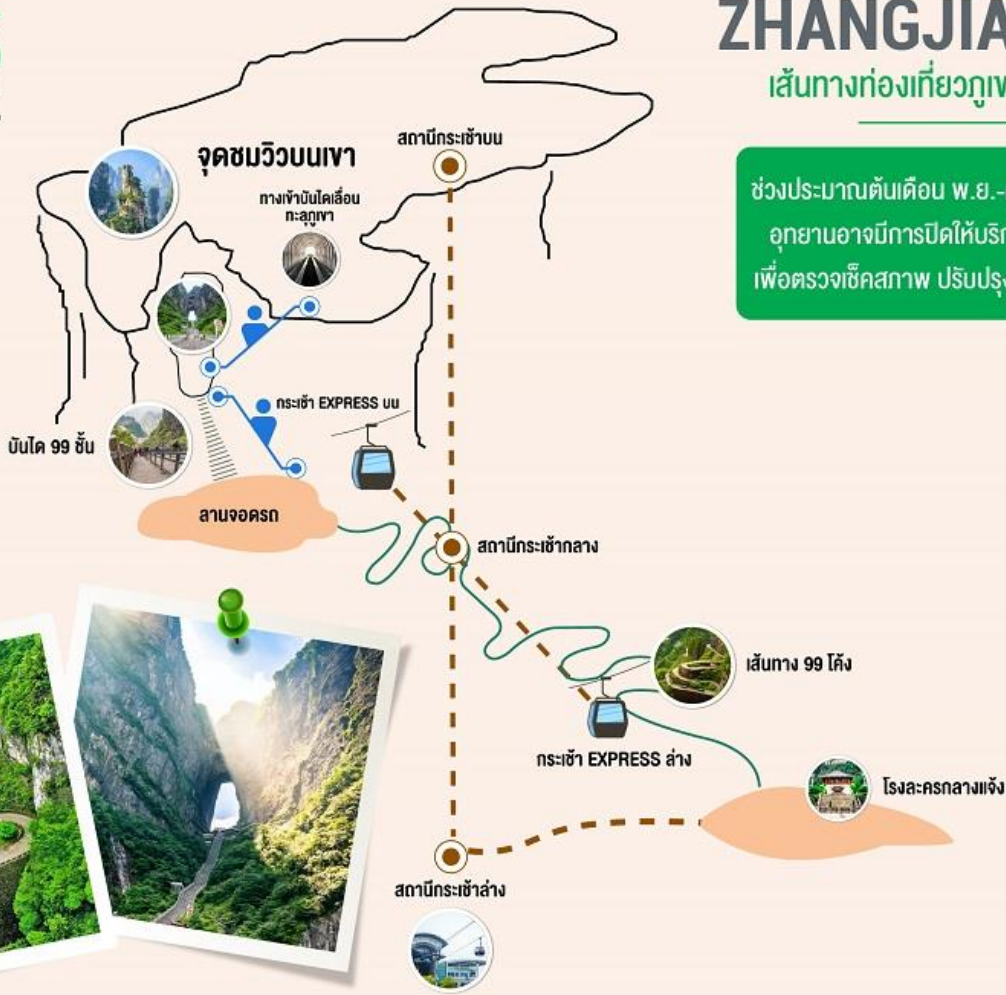 ZHANGJIA
เส้นทางท่องเที่ยวภูเข
ช่วงประมาณต้นเดือน พ.ย.-
อุทยานอาจมีการปิดให้บริก
เพื่อตรวจเช็คสภาพ ปรับปรุง
สถานีกระเช้าบน
จุดชมวิวบนเขา
ทางเข้าบันไดเลื่อน
ทะลุภูเขา
กระเช้า EXPRESS บน
บันได 99 ชั้น
ลานจอดรถ
สถานีกระเช้ากลาง
เส้นทาง 99 โค้ง
กระเช้า EXPRESS ล่าง
โรงละครกลางแจ้ง
สถานีกระเช้าล่าง